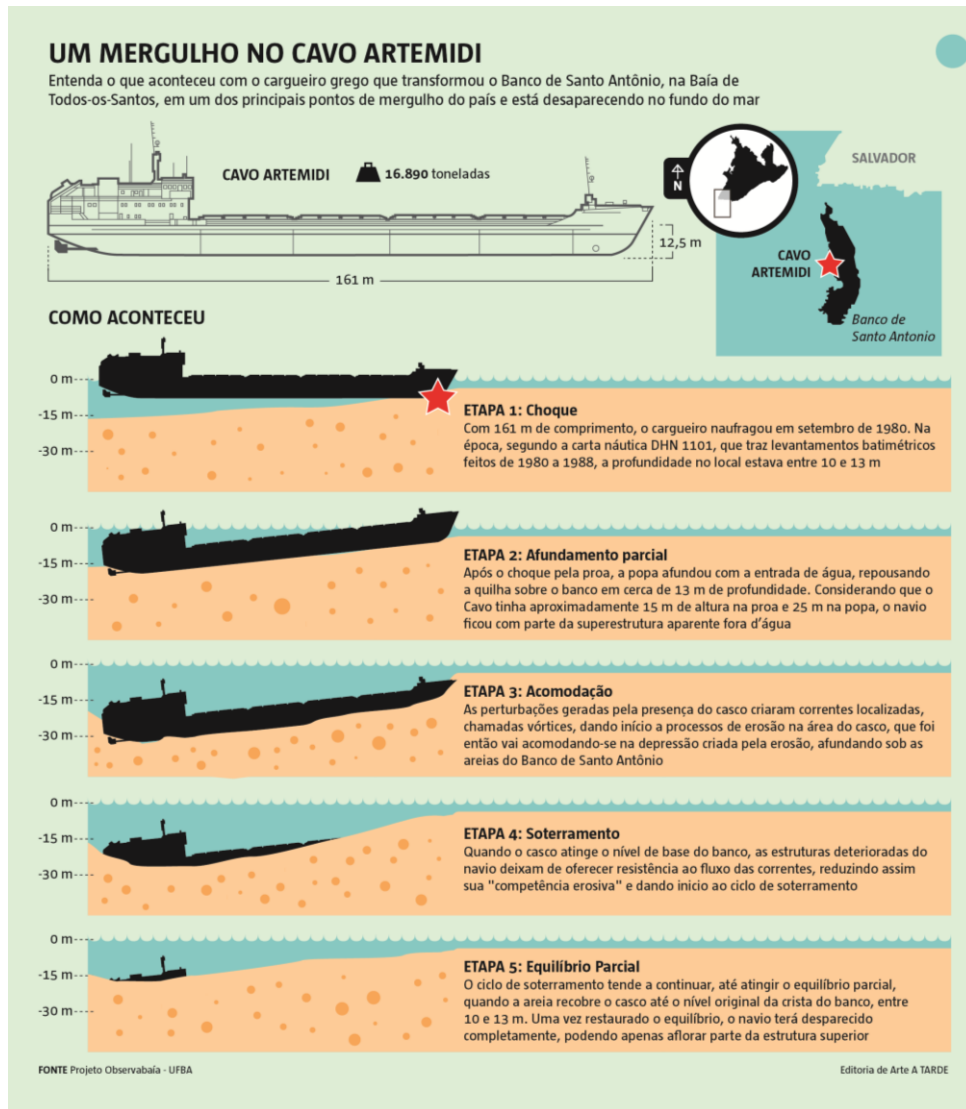 UM MERGULHO NO CAVO ARTEMIDI
Entenda o que aconteceu com o cargueiro grego que transformou o Banco de Santo Antônio, na Baía de
Todos-os-Santos, em um dos principais pontos de mergulho do país e está desaparecendo no fundo do mar
CAVO ARTEMIDI
16.890 toneladas
12,5 m
161 m
N
SALVADOR
CAVO
ARTEMIDI
Banco de
Santo Antonio
COMO ACONTECEU
0 m
-15 m
-30 m
ETAPA 1: Choque
Com 161 m de comprimento, o cargueiro naufragou em setembro de 1980. Na
época, segundo a carta náutica DHN 1101, que traz levantamentos batimétricos
feitos de 1980 a 1988, a profundidade no local estava entre 10 e 13 m
0 m
-15 m
-30 m
ETAPA 2: Afundamento parcial
Após o choque pela proa, a popa afundou com a entrada de água, repousando
a quilha sobre o banco em cerca de 13 m de profundidade. Considerando que o
Cavo tinha aproximadamente 15 m de altura na proa e 25 m na popa, o navio
ficou com parte da superestrutura aparente fora d'água
0 m
-15 m
-30 m
ETAPA 3: Acomodação
As perturbações geradas pela presença do casco criaram correntes localizadas,
chamadas vórtices, dando início a processos de erosão na área do casco, que foi
então vai acomodando-se na depressão criada pela erosão, afundando sob as
areias do Banco de Santo Antônio
0 m
-15 m
-30 m
ETAPA 4: Soterramento
Quando o casco atinge o nível de base do banco, as estruturas deterioradas do
navio deixam de oferecer resistência ao fluxo das correntes, reduzindo assim
sua "competência erosiva" e dando inicio ao ciclo de soterramento
0 m
-15 m
-30 m
ETAPA 5: Equilíbrio Parcial
O ciclo de soterramento tende a continuar, até atingir o equilíbrio parcial,
quando a areia recobre o casco até o nível original da crista do banco, entre
10 e 13 m. Uma vez restaurado o equilíbrio, o navio terá desparecido
completamente, podendo apenas aflorar parte da estrutura superior
FONTE Projeto Observabaía - UFBA
Editoria de Arte A TARDE